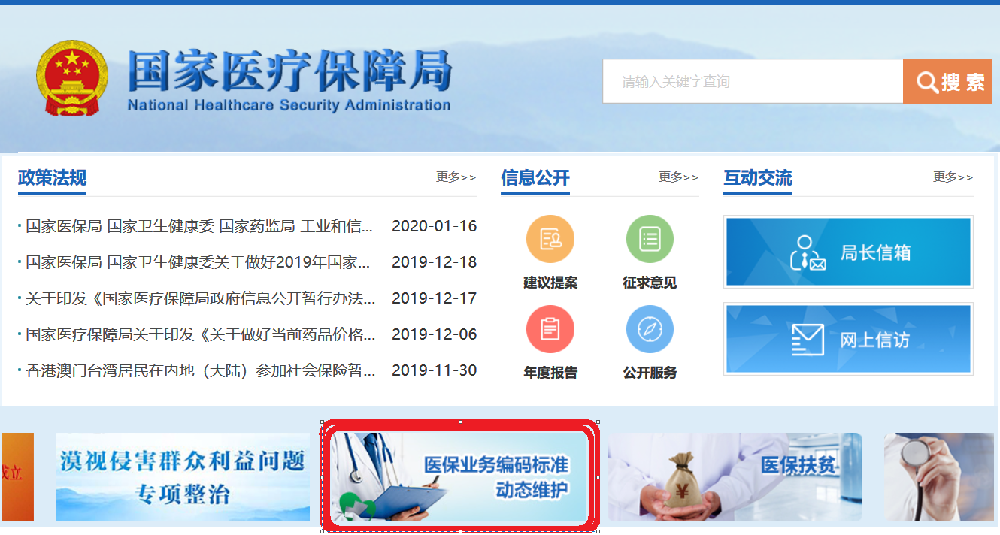 国家医疗保障局
National Healthcare Security Administration
请输入关键字查询
搜 索
政策法规
更多>>
国家医保局 国家卫生健康委 国家药监局 工业和信... 2020-01-16
国家医保局 国家卫生健康委关于做好2019年国家... 2019-12-18
关于印发《国家医疗保障局政府信息公开暂行办法... 2019-12-17
国家医疗保障局关于印发《关于做好当前药品价格... 2019-12-06
香港澳门台湾居民在内地（大陆）参加社会保险暂... 2019-11-30
信息公开
更多>>
建议提案
征求意见
年度报告
公开服务
互动交流
更多>>
局长信箱
网上信访
成立
漠视侵害群众利益问题
专项整治
医保业务编码标准
动态维护
医保扶贫
¥